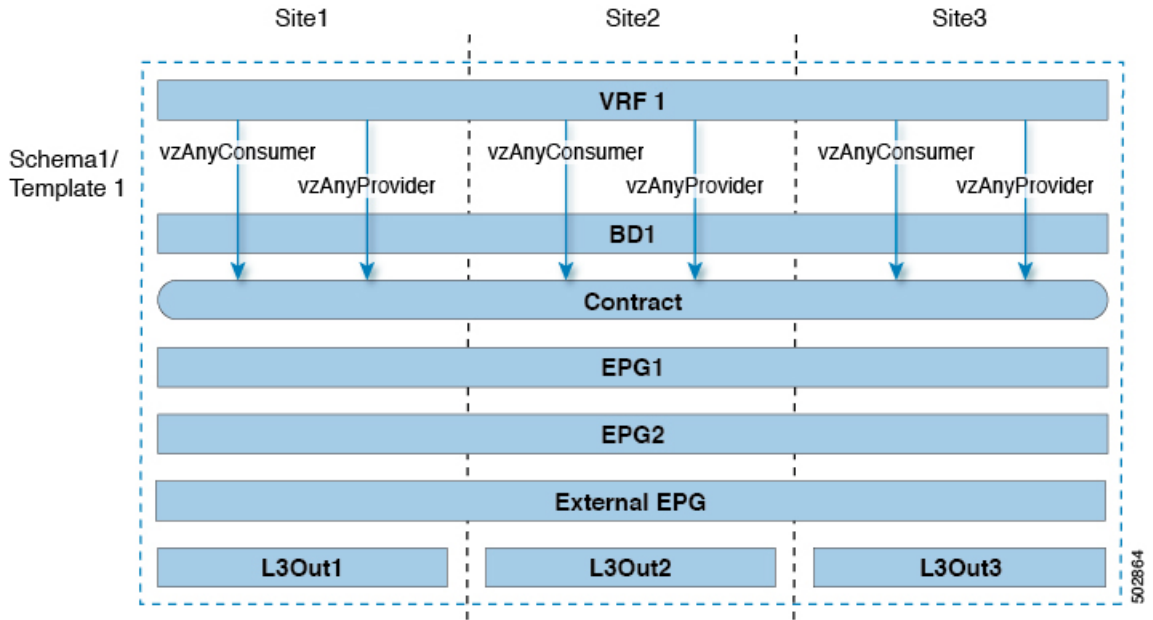 Site1 Site2 Site3
VRF 1
Schema1/
Template 1
vzAnyConsumer vzAnyConsumer vzAnyConsumer
vzAnyProvider vzAnyProvider vzAnyProvider
BD1
Contract
EPG1
EPG2
External EPG
L3Out1 L3Out2 L3Out3
502864